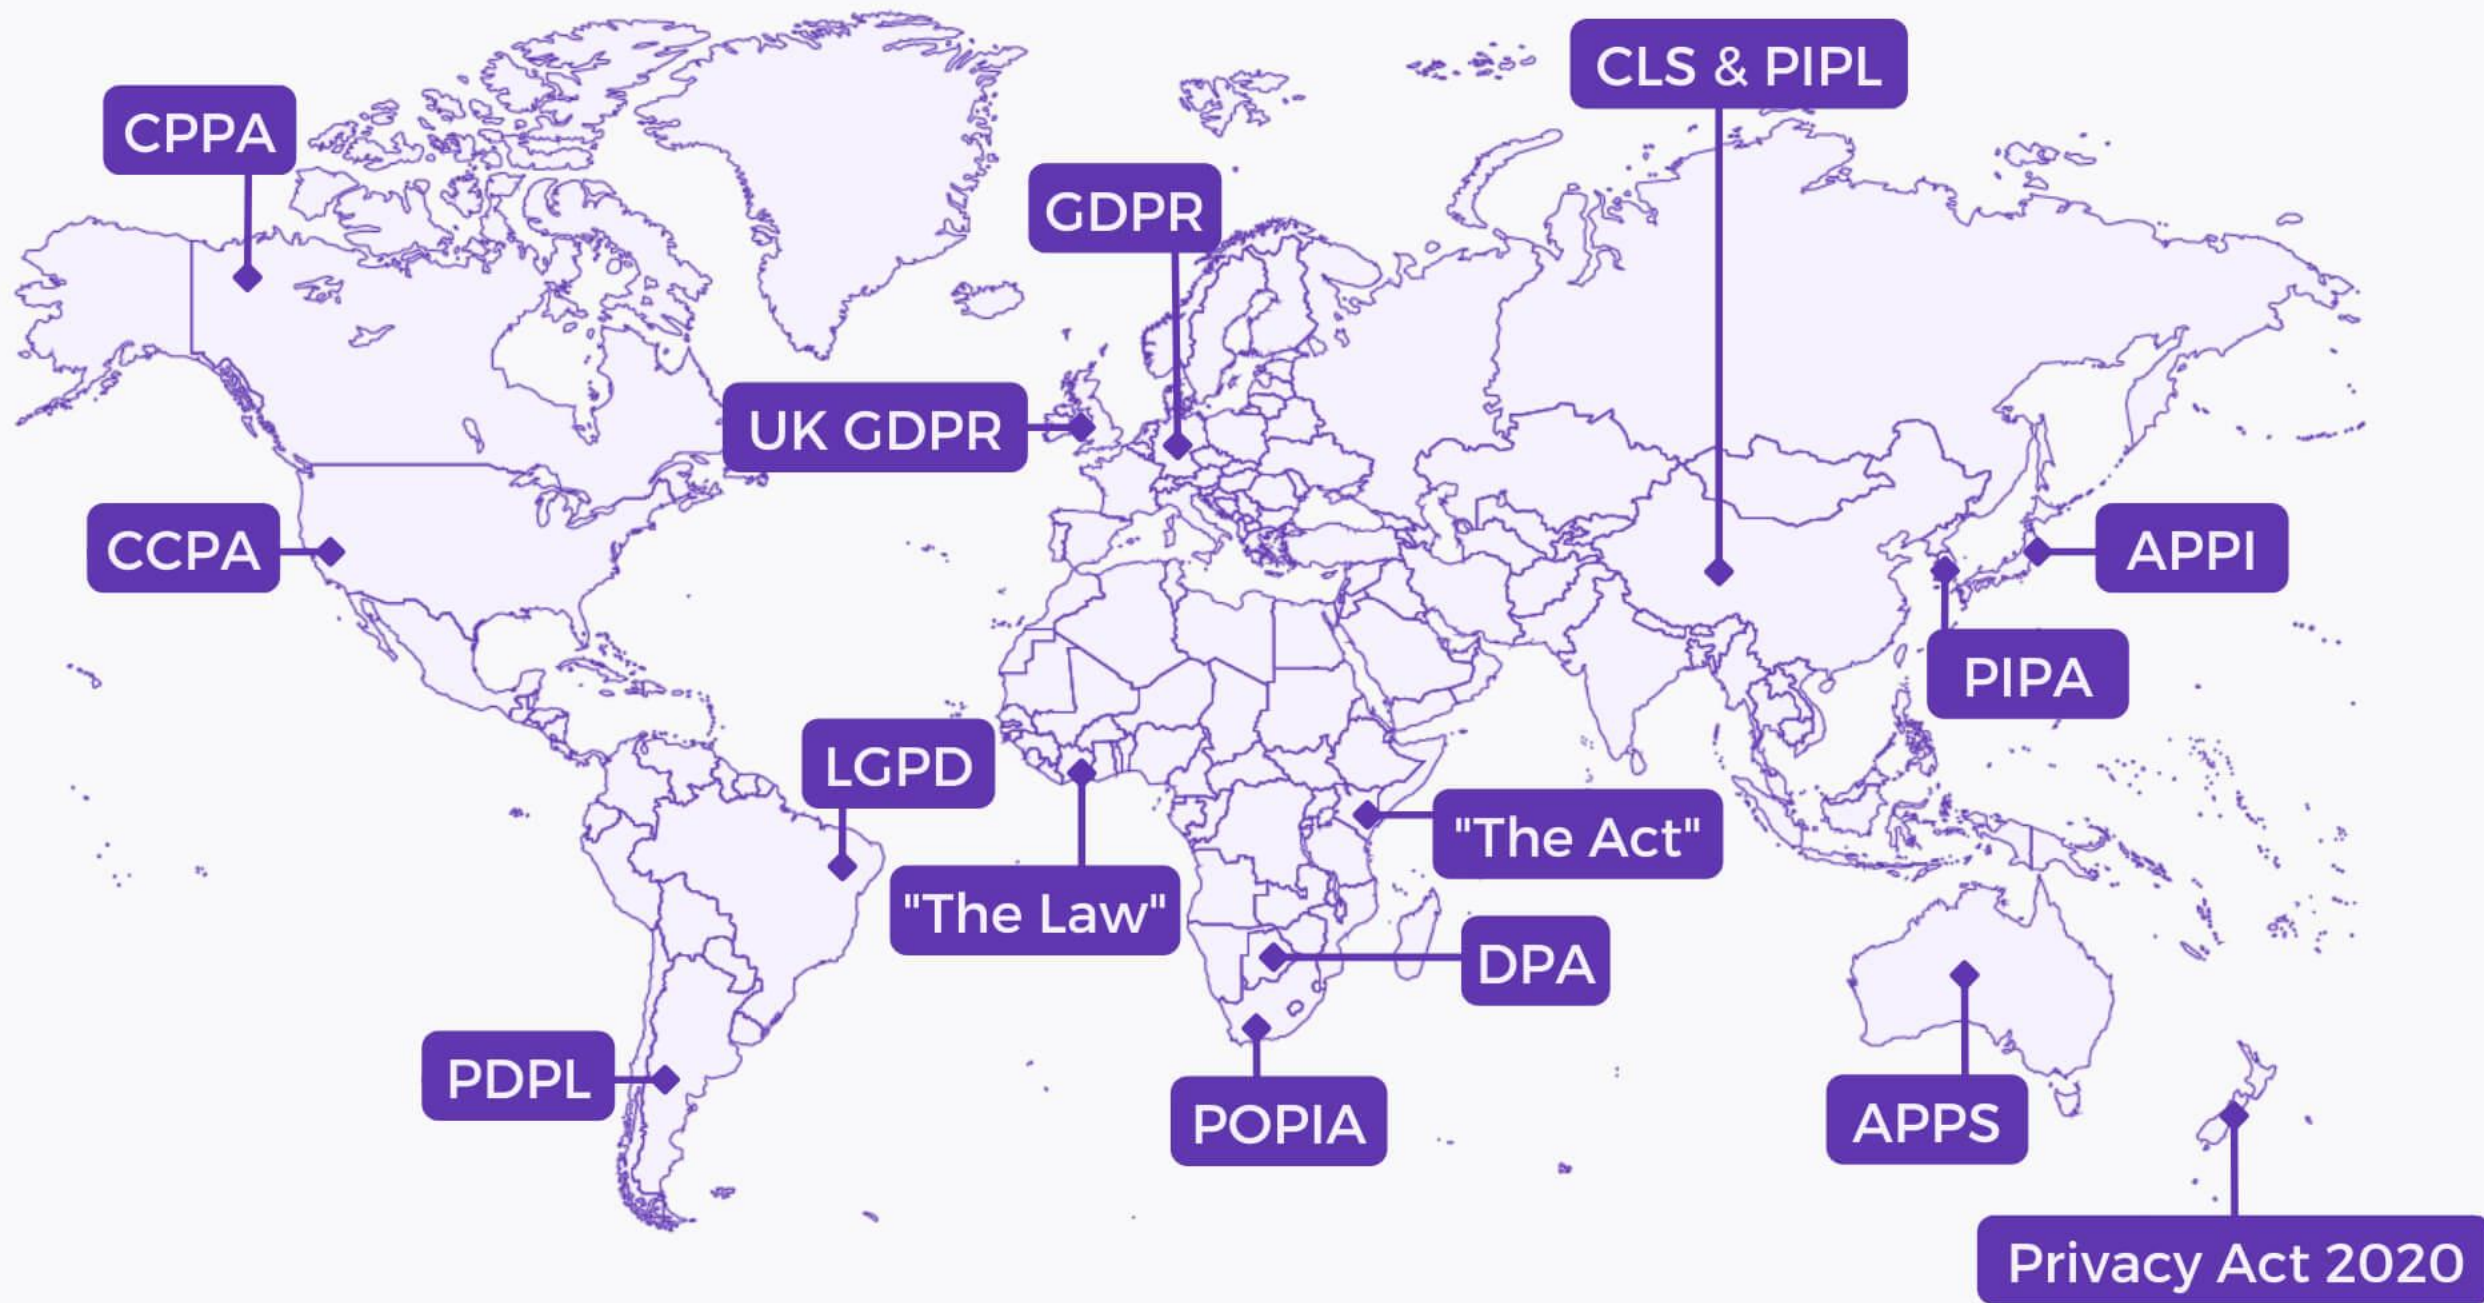 CLS & PIPL
CPPA
GDPR
UK GDPR
CCPA
APPI
PIPA
LGPD
"The Act"
"The Law"
DPA
PDPL
POPIA
APPS
Privacy Act 2020